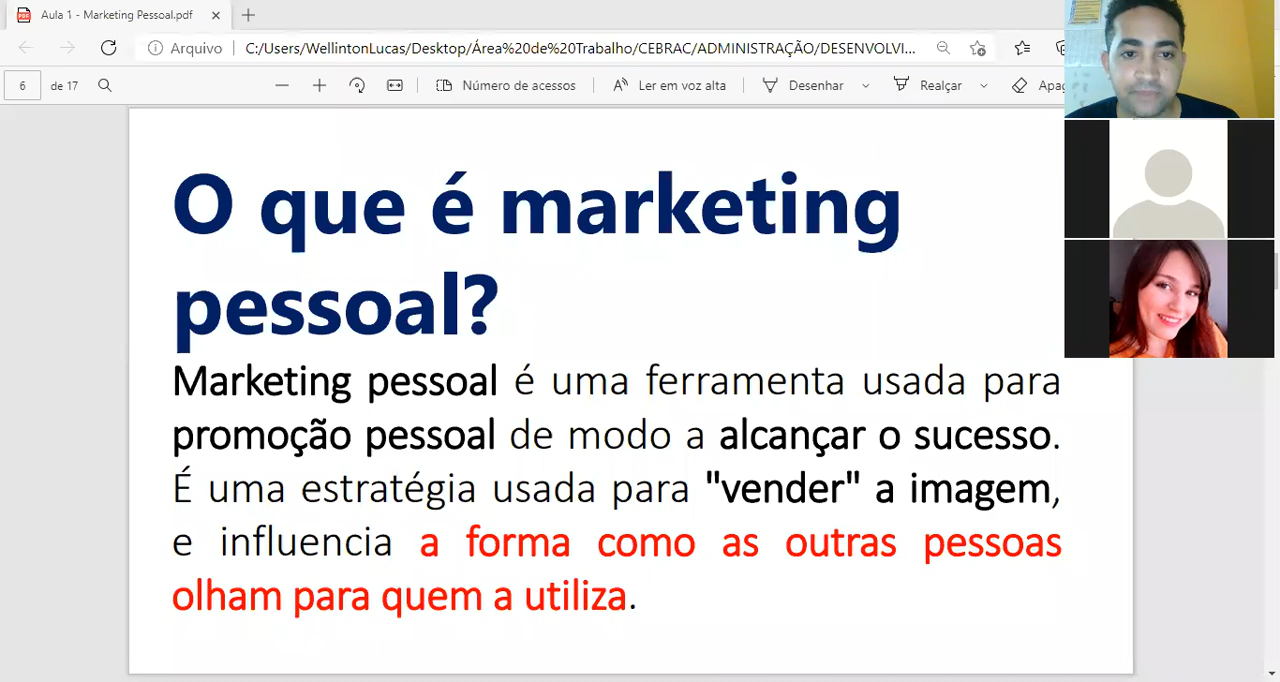 Aula 1 - Marketing Pessoal.pdf
Arquivo
C:/Users/WellintonLucas/Desktop/Área%20de%20Trabalho/CEBRAC/ADMINISTRAÇÃO/DESENVOLVI...
6
de 17
Número de acessos
Ler em voz alta
Desenhar
Realçar
Apag
O que é marketing
pessoal?
Marketing pessoal é uma ferramenta usada para
promoção pessoal de modo a alcançar o sucesso.
É uma estratégia usada para "vender" a imagem,
e influencia a forma como as outras pessoas
olham para quem a utiliza.